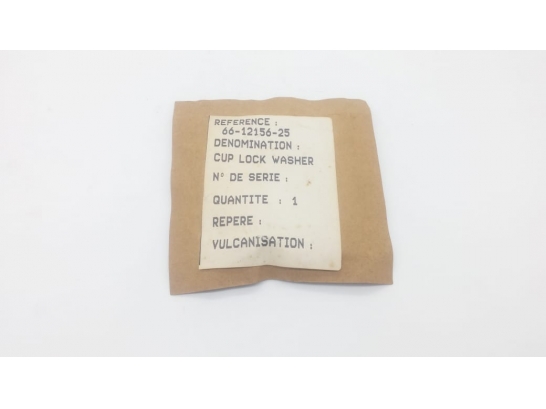 REFERENCE :
66-12156-25
DENOMINATION :
CUP LOCK WASHER
N° DE SERIE :
QUANTITE : 1
REPERE :
VULCANISATION :